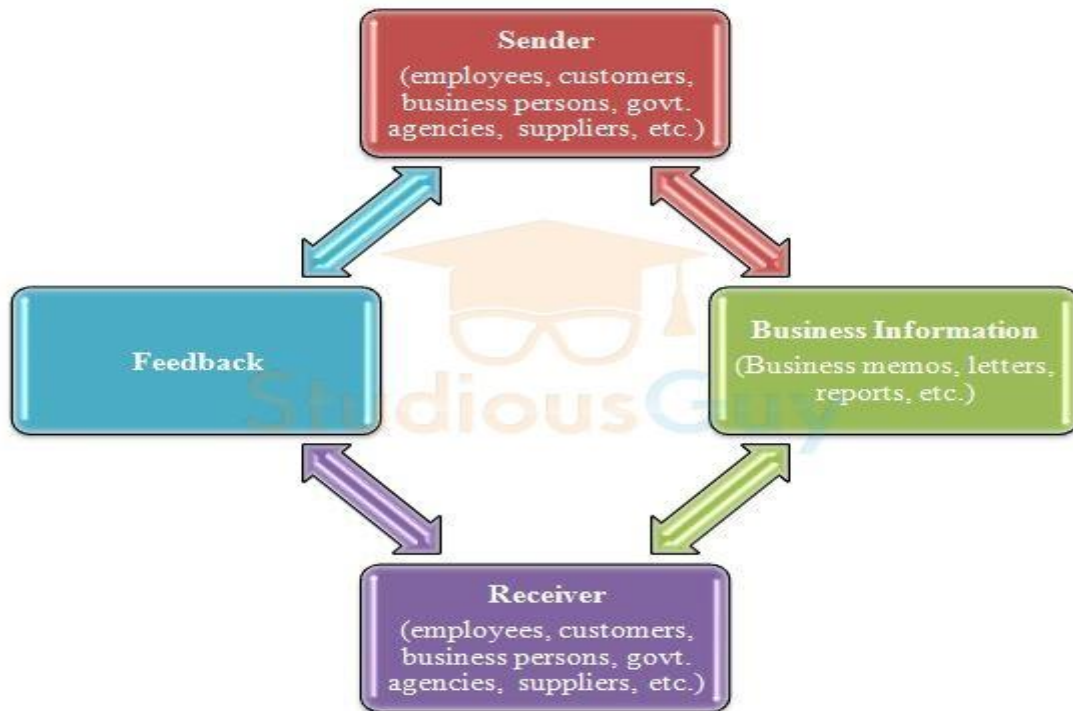 Sender
(employees, customers,
business persons, govt.
agencies, suppliers, etc.)
Feedback
Business Information
(Business memos, letters,
reports, etc.)
StudiousGuy
Receiver
(employees, customers,
business persons, govt.
agencies, suppliers, etc.)